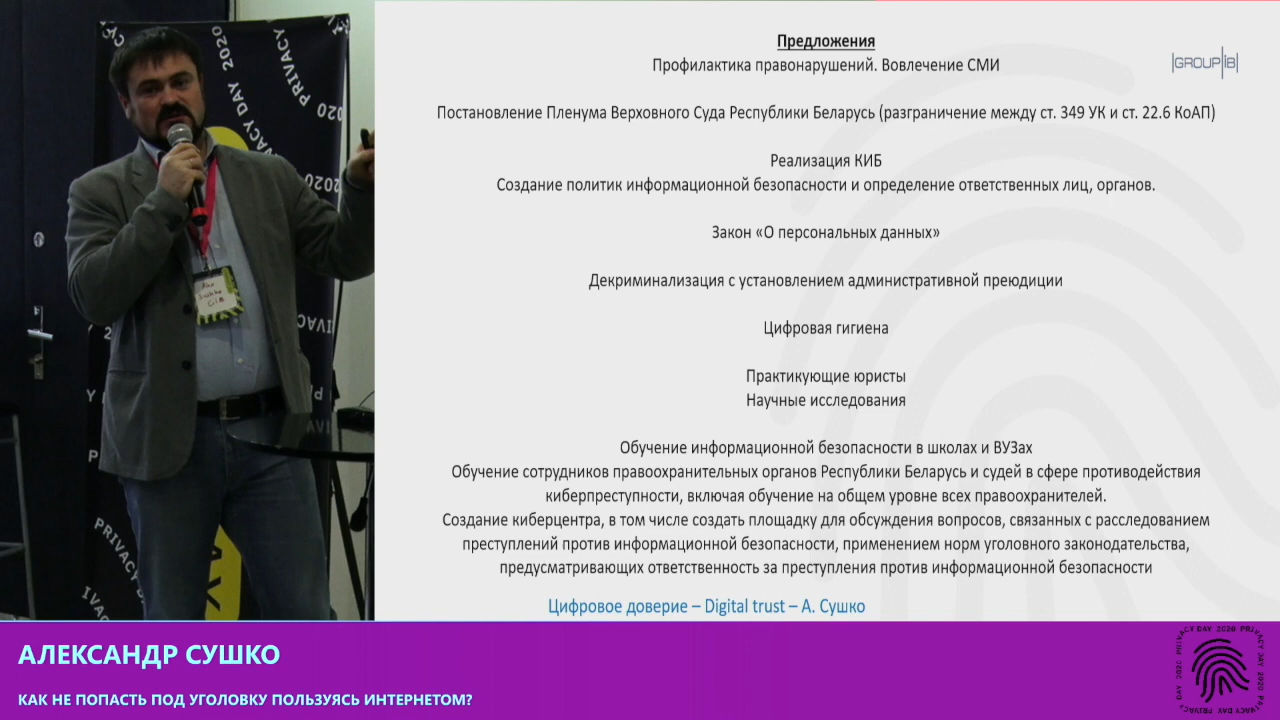 PRIVACY DAY 2020
Предложения
Профилактика правонарушений. Вовлечение СМИ
GROUP|iB
Постановление Пленума Верховного Суда Республики Беларусь (разграничение между ст. 349 УК и ст. 22.6 КоАП)
Реализация КИБ
Создание политик информационной безопасности и определение ответственных лиц, органов.
Закон «О персональных данных»
Декриминализация с установлением административной преюдиции
Цифровая гигиена
Практикующие юристы
Научные исследования
Обучение информационной безопасности в школах и ВУЗах
Обучение сотрудников правоохранительных органов Республики Беларусь и судей в сфере противодействия
киберпреступности, включая обучение на общем уровне всех правоохранителей.
Создание киберцентра, в том числе создать площадку для обсуждения вопросов, связанных с расследованием
преступлений против информационной безопасности, применением норм уголовного законодательства,
предусматривающих ответственность за преступления против информационной безопасности
Цифровое доверие – Digital trust – А. Сушко
АЛЕКСАНДР СУШКО
КАК НЕ ПОПАСТЬ ПОД УГОЛОВКУ ПОЛЬЗУЯСЬ ИНТЕРНЕТОМ?
PRIVACY DAY 2020